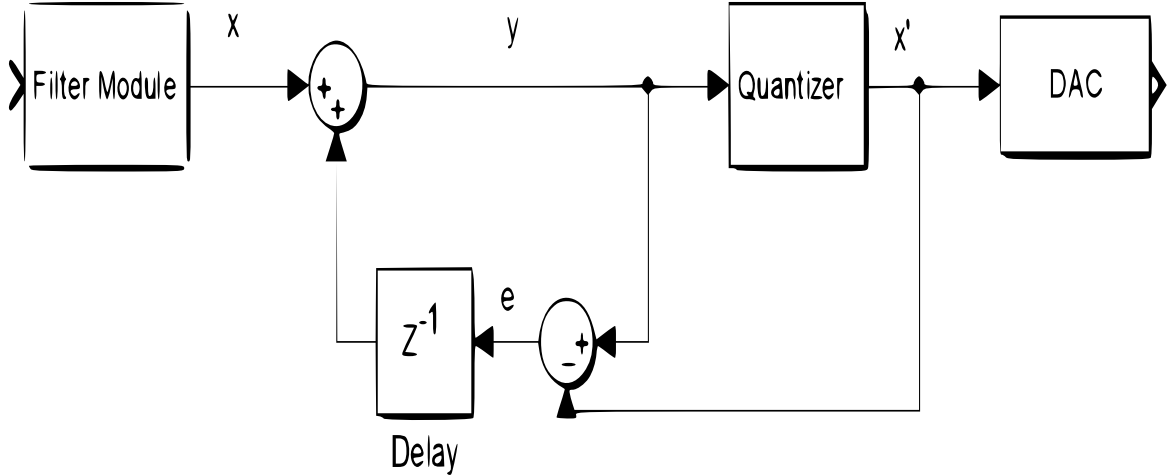 x
y
x'
Filter Module
+
+
Quantizer
DAC
e
Z⁻¹
+
−
Delay